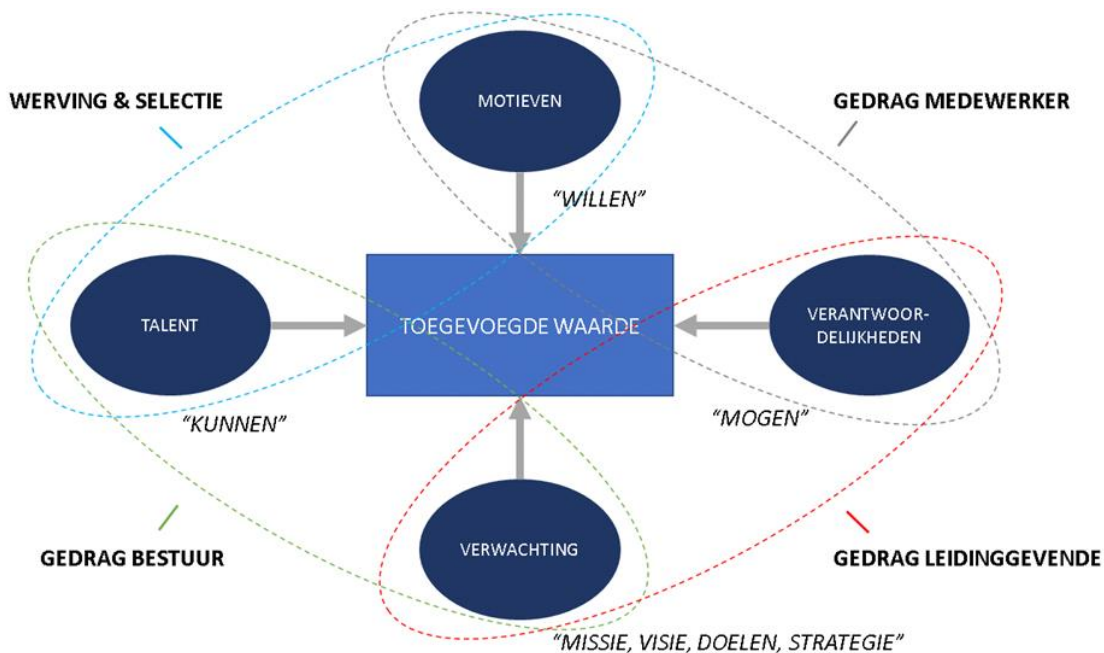 MOTIEVEN
WERVING & SELECTIE
GEDRAG MEDEWERKER
“WILLEN”
TALENT
TOEGEVOEGDE WAARDE
VERANTWOOR-
DELIJKHEDEN
“KUNNEN”
“MOGEN”
VERWACHTING
GEDRAG BESTUUR
GEDRAG LEIDINGGEVENDE
“MISSIE, VISIE, DOELEN, STRATEGIE”